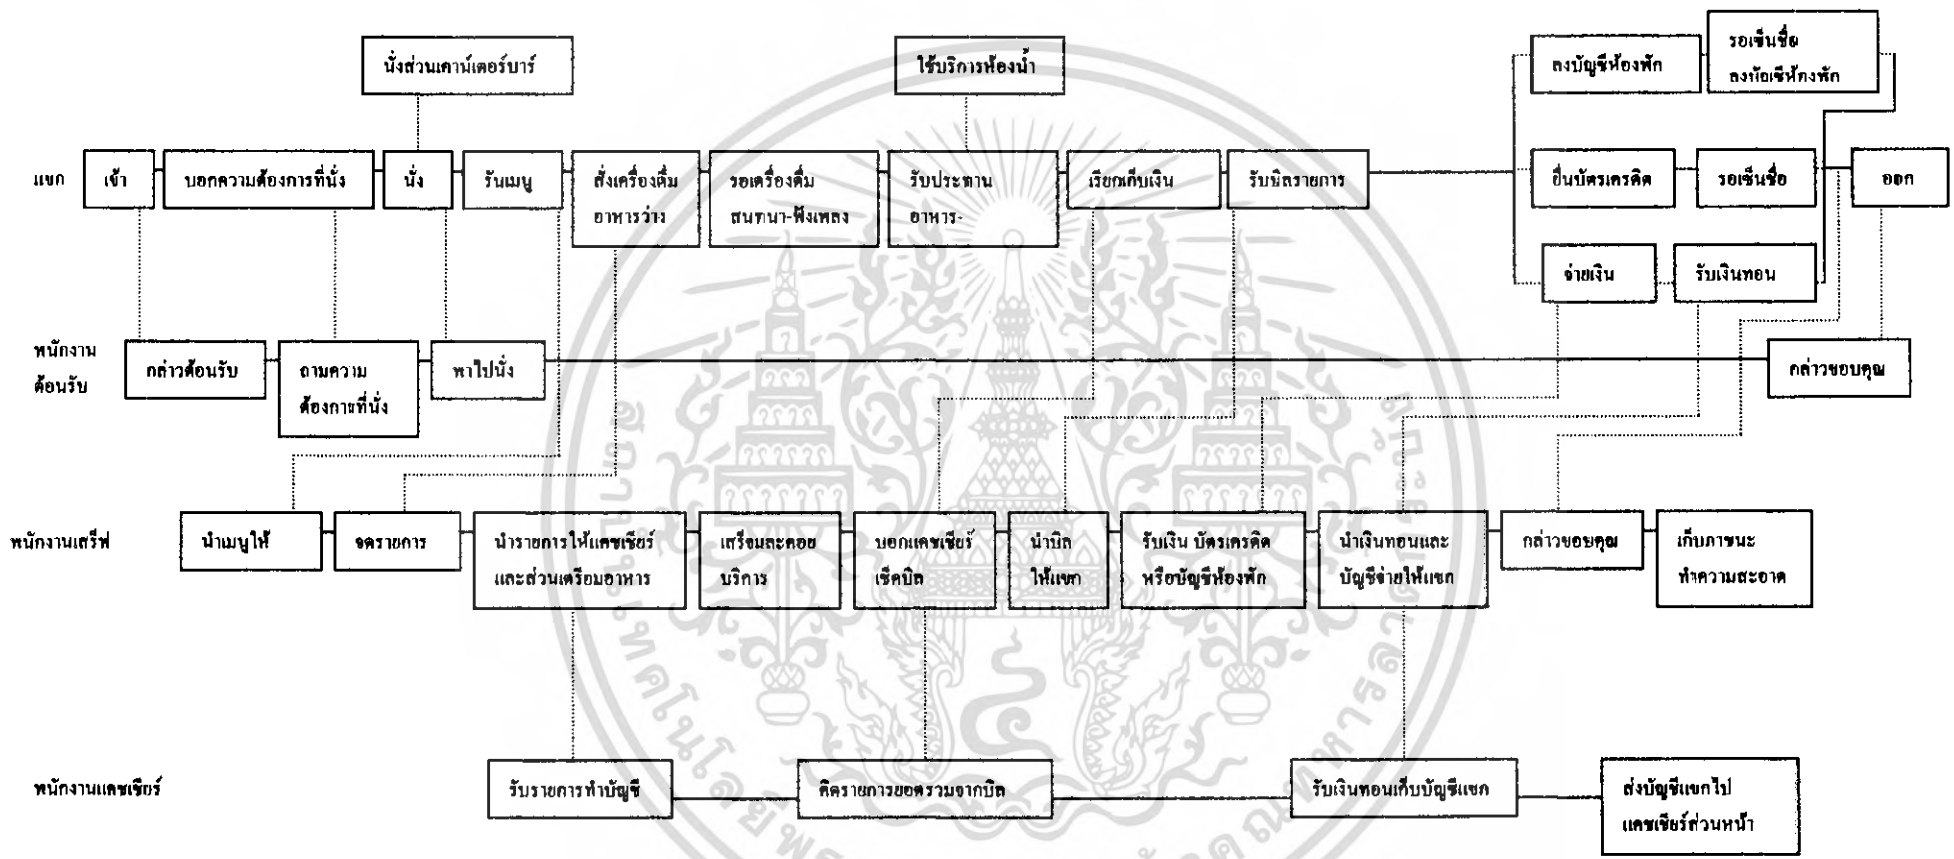 นั่งส่วนเคาน์เตอร์บาร์
ใช้บริการห้องน้ำ
ลงบัญชีห้องพัก
รอเซ็นชื่อ
ลงบัญชีห้องพัก
แขก
เข้า
บอกความต้องการที่นั่ง
นั่ง
รับเมนู
สั่งเครื่องดื่ม
อาหารว่าง
รอเครื่องดื่ม
สนทนา-ฟังเพลง
รับประทาน
อาหาร-
เรียกเก็บเงิน
รับบิลรายการ
ยื่นบัตรเครดิต
รอเซ็นชื่อ
ออก
จ่ายเงิน
รับเงินทอน
พนักงาน
ต้อนรับ
กล่าวต้อนรับ
ถามความ
ต้องการที่นั่ง
พาไปนั่ง
กล่าวขอบคุณ
พนักงานเสริฟ
นำเมนูให้
จดรายการ
นำรายการให้แคชเชียร์
และส่วนเตรียมอาหาร
เสริฟและคอย
บริการ
บอกแคชเชียร์
เช็คบิล
นำบิล
ให้แขก
รับเงิน บัตรเครดิต
หรือบัญชีห้องพัก
นำเงินทอนและ
บัญชีจ่ายให้แขก
กล่าวขอบคุณ
เก็บภาชนะ
ทำความสะอาด
พนักงานแคชเชียร์
รับรายการทำบัญชี
คิดรายการยอดรวมจากบิล
รับเงินทอนเก็บบัญชีแขก
ส่งบัญชีแขกไป
แคชเชียร์ส่วนหน้า